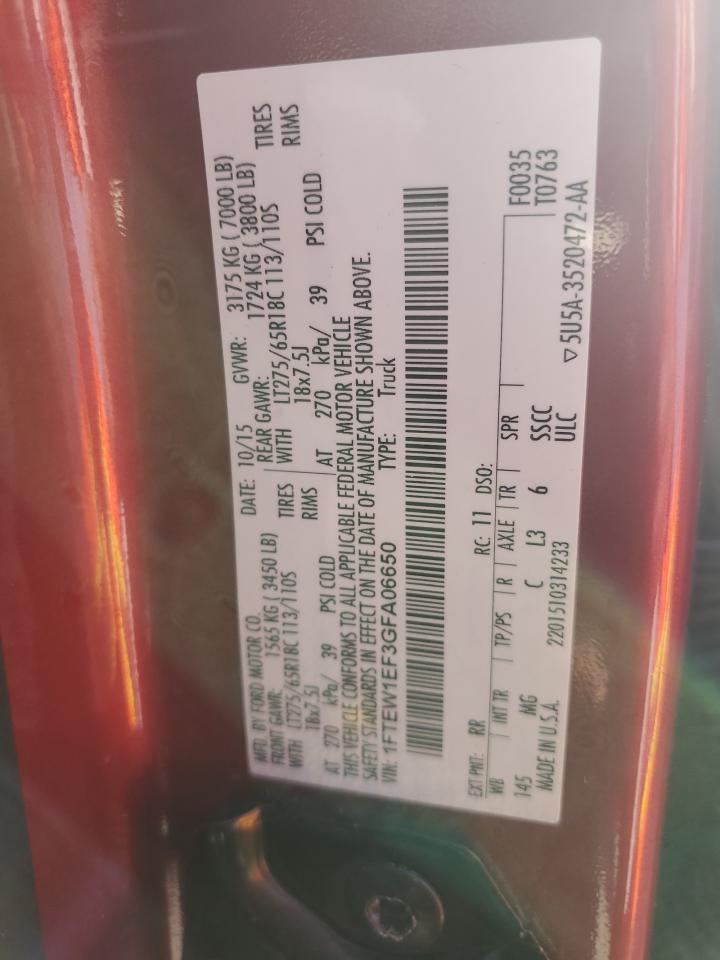 MFD. BY FORD MOTOR CO.
DATE: 10/15 GVWR: 3175 KG ( 7000 LB)
FRONT GAWR: 1565 KG ( 3450 LB)
REAR GAWR: 1724 KG ( 3800 LB)
WITH LT275/65R18C 113/110S TIRES
WITH LT275/65R18C 113/110S TIRES
18x7.5J RIMS
18x7.5J RIMS
AT 270 kPa/ 39 PSI COLD
AT 270 kPa/ 39 PSI COLD
THIS VEHICLE CONFORMS TO ALL APPLICABLE FEDERAL MOTOR VEHICLE
SAFETY STANDARDS IN EFFECT ON THE DATE OF MANUFACTURE SHOWN ABOVE.
VIN: 1FTEW1EF3GFA06650 TYPE: Truck
EXT PNT: RR RC: 11 DSO: F0035
WB INT TR TP/PS R AXLE TR SPR T0763
145 MG C L3 6 SSCC
MADE IN U.S.A. 2201510314233 ULC
▽5U5A-3520472-AA